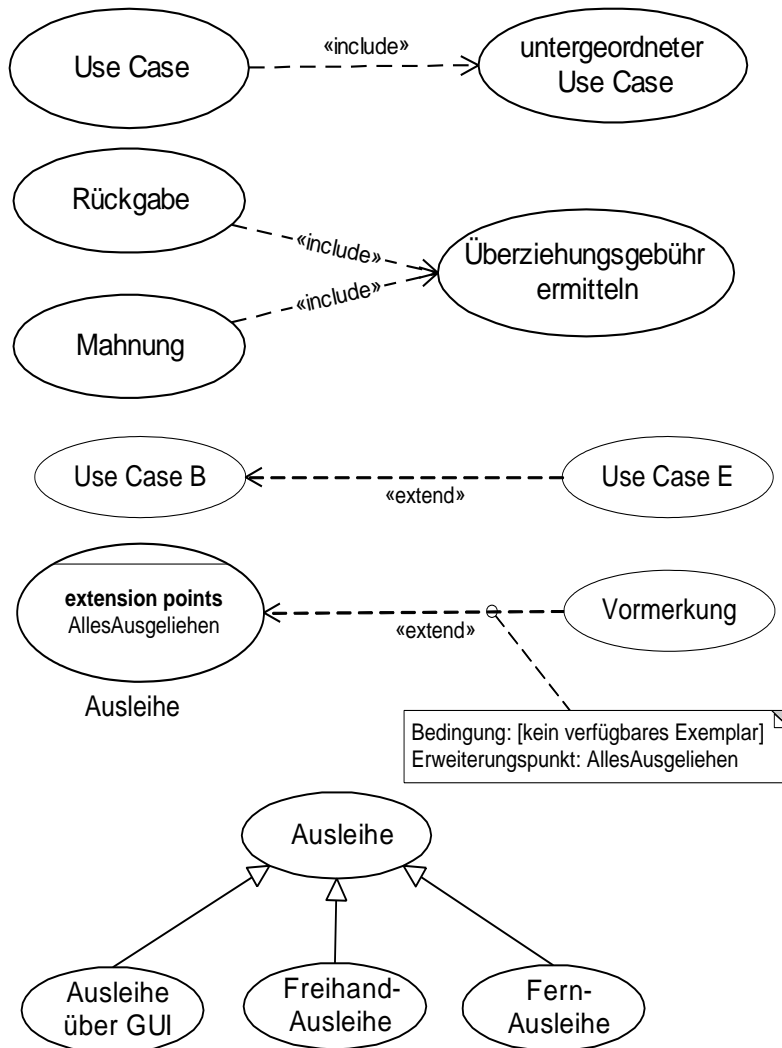 Use Case
«include»
untergeordneter
Use Case
Rückgabe
«include»
Überziehungsgebühr
ermitteln
«include»
Mahnung
Use Case B
«extend»
Use Case E
extension points
AllesAusgeliehen
Ausleihe
«extend»
Vormerkung
Bedingung: [kein verfügbares Exemplar]
Erweiterungspunkt: AllesAusgeliehen
Ausleihe
Ausleihe
über GUI
Freihand-
Ausleihe
Fern-
Ausleihe